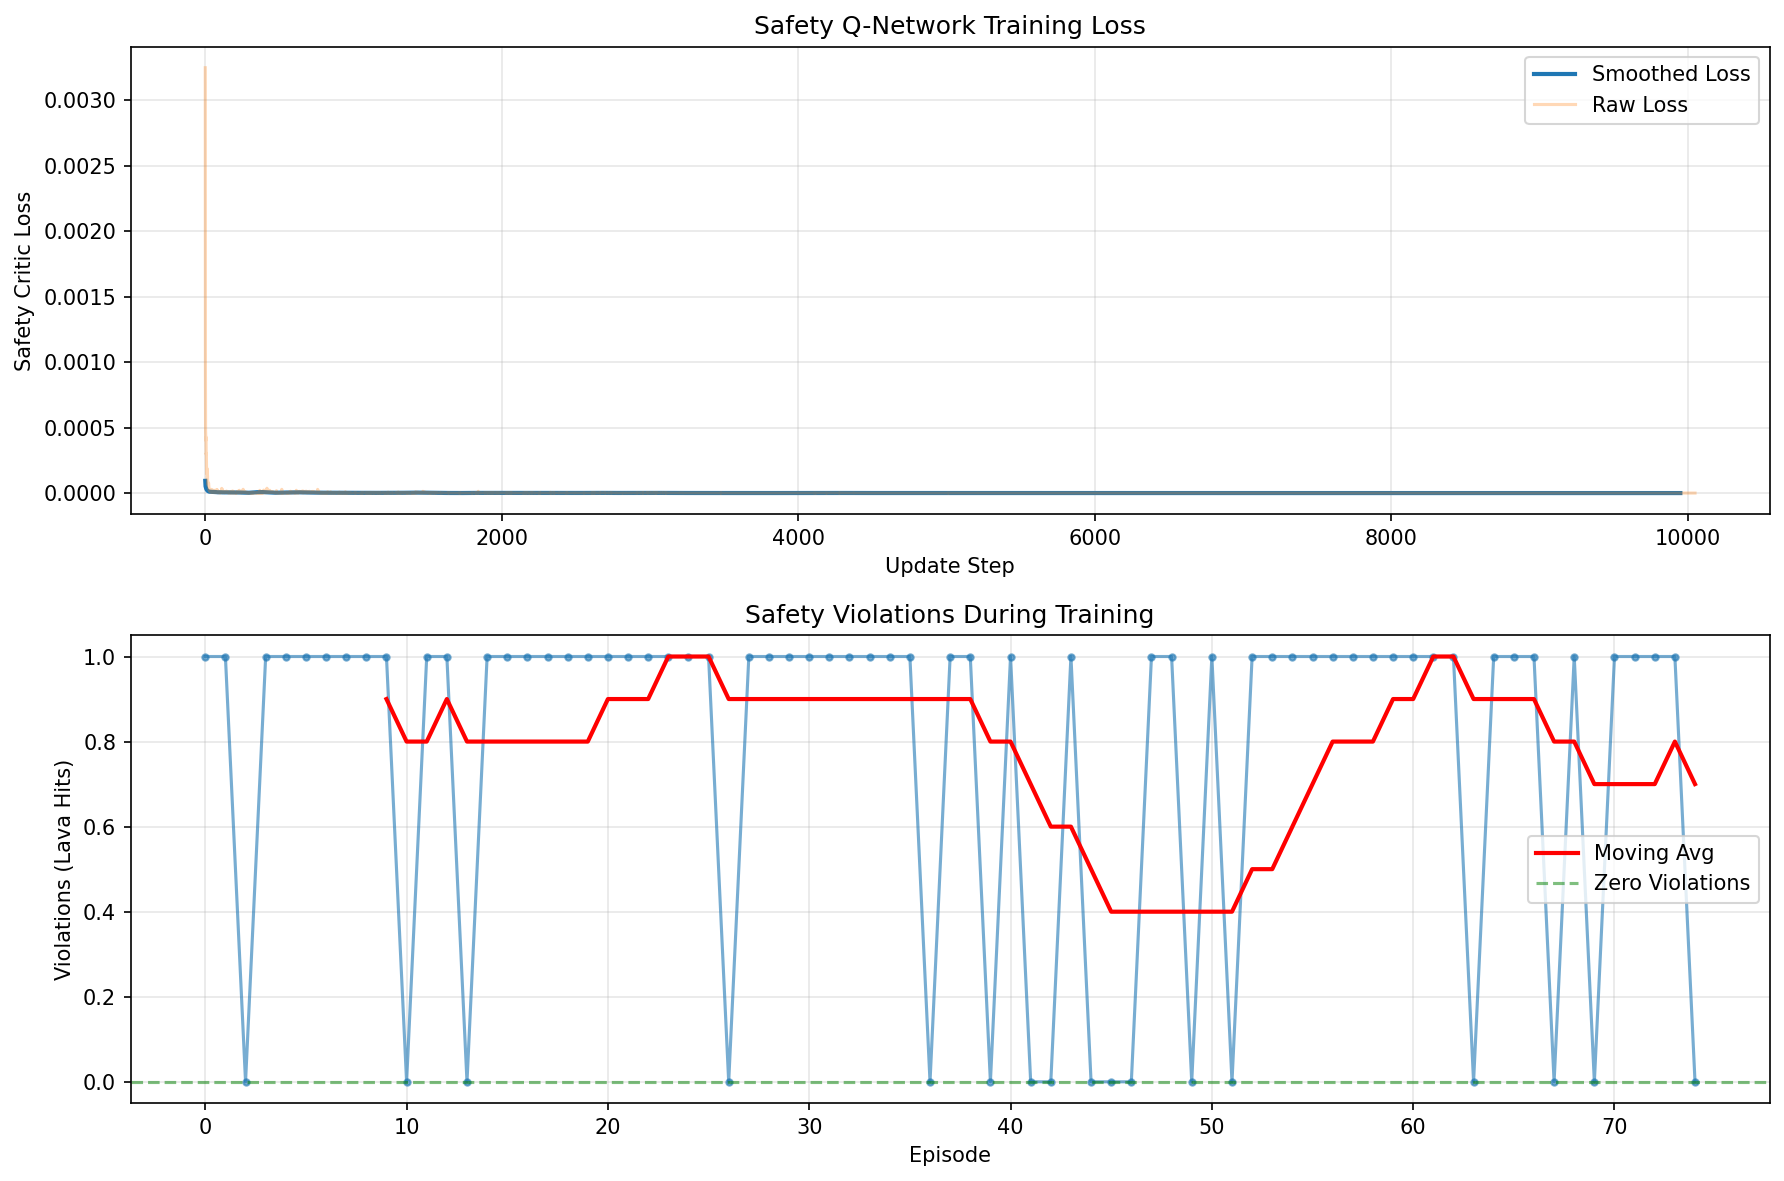 Safety Q-Network Training Loss
Smoothed Loss
Raw Loss
Safety Critic Loss
0.0030
0.0025
0.0020
0.0015
0.0010
0.0005
0.0000
0 2000 4000 6000 8000 10000
Update Step
Safety Violations During Training
Violations (Lava Hits)
1.0
0.8
0.6
0.4
0.2
0.0
Moving Avg
Zero Violations
0 10 20 30 40 50 60 70
Episode